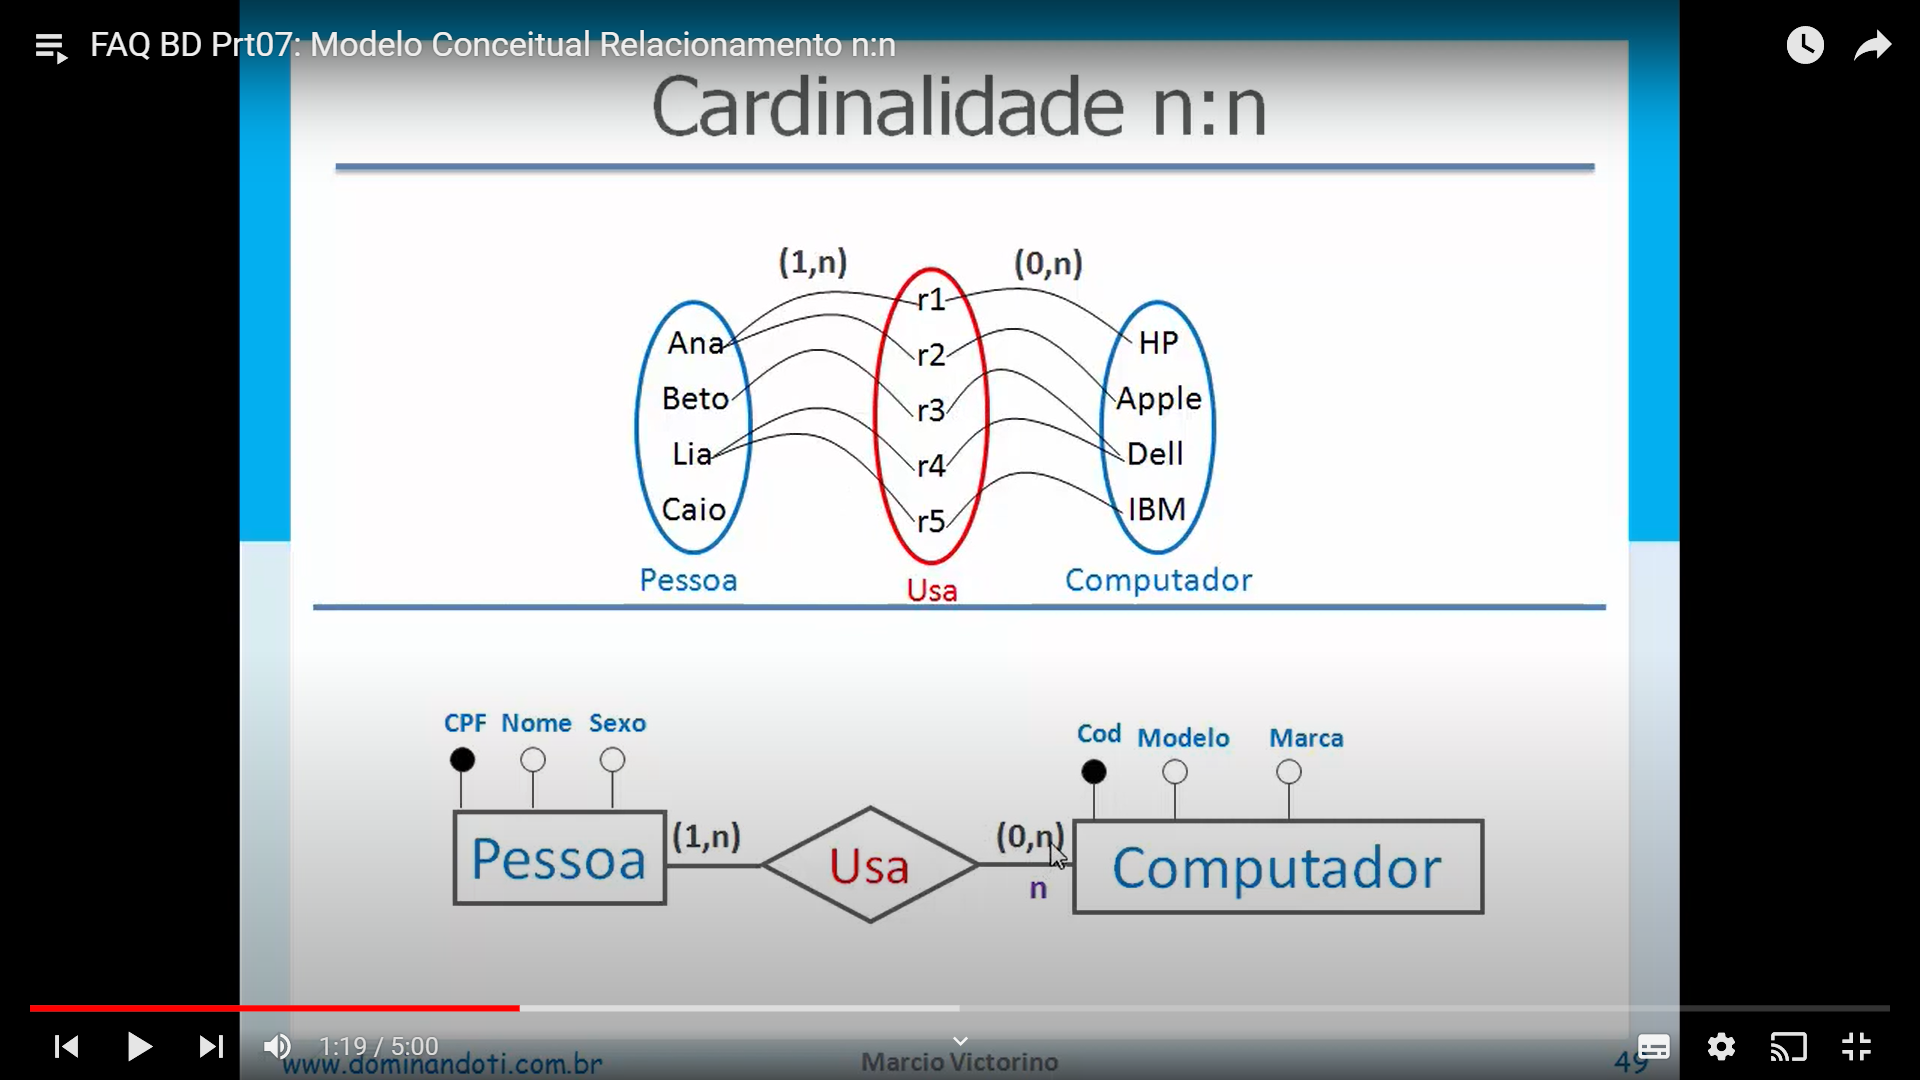 FAQ BD Prt07: Modelo Conceitual Relacionamento n:n
Cardinalidade n:n
(1,n) (0,n)
r1
Ana r2 HP
Beto r3 Apple
Lia r4 Dell
Caio r5 IBM
Pessoa Usa Computador
CPF Nome Sexo Cod Modelo Marca
(1,n) (0,n)
Pessoa Usa Computador
n
1:19 / 5:00
www.dominandoti.com.br Marcio Victorino 49